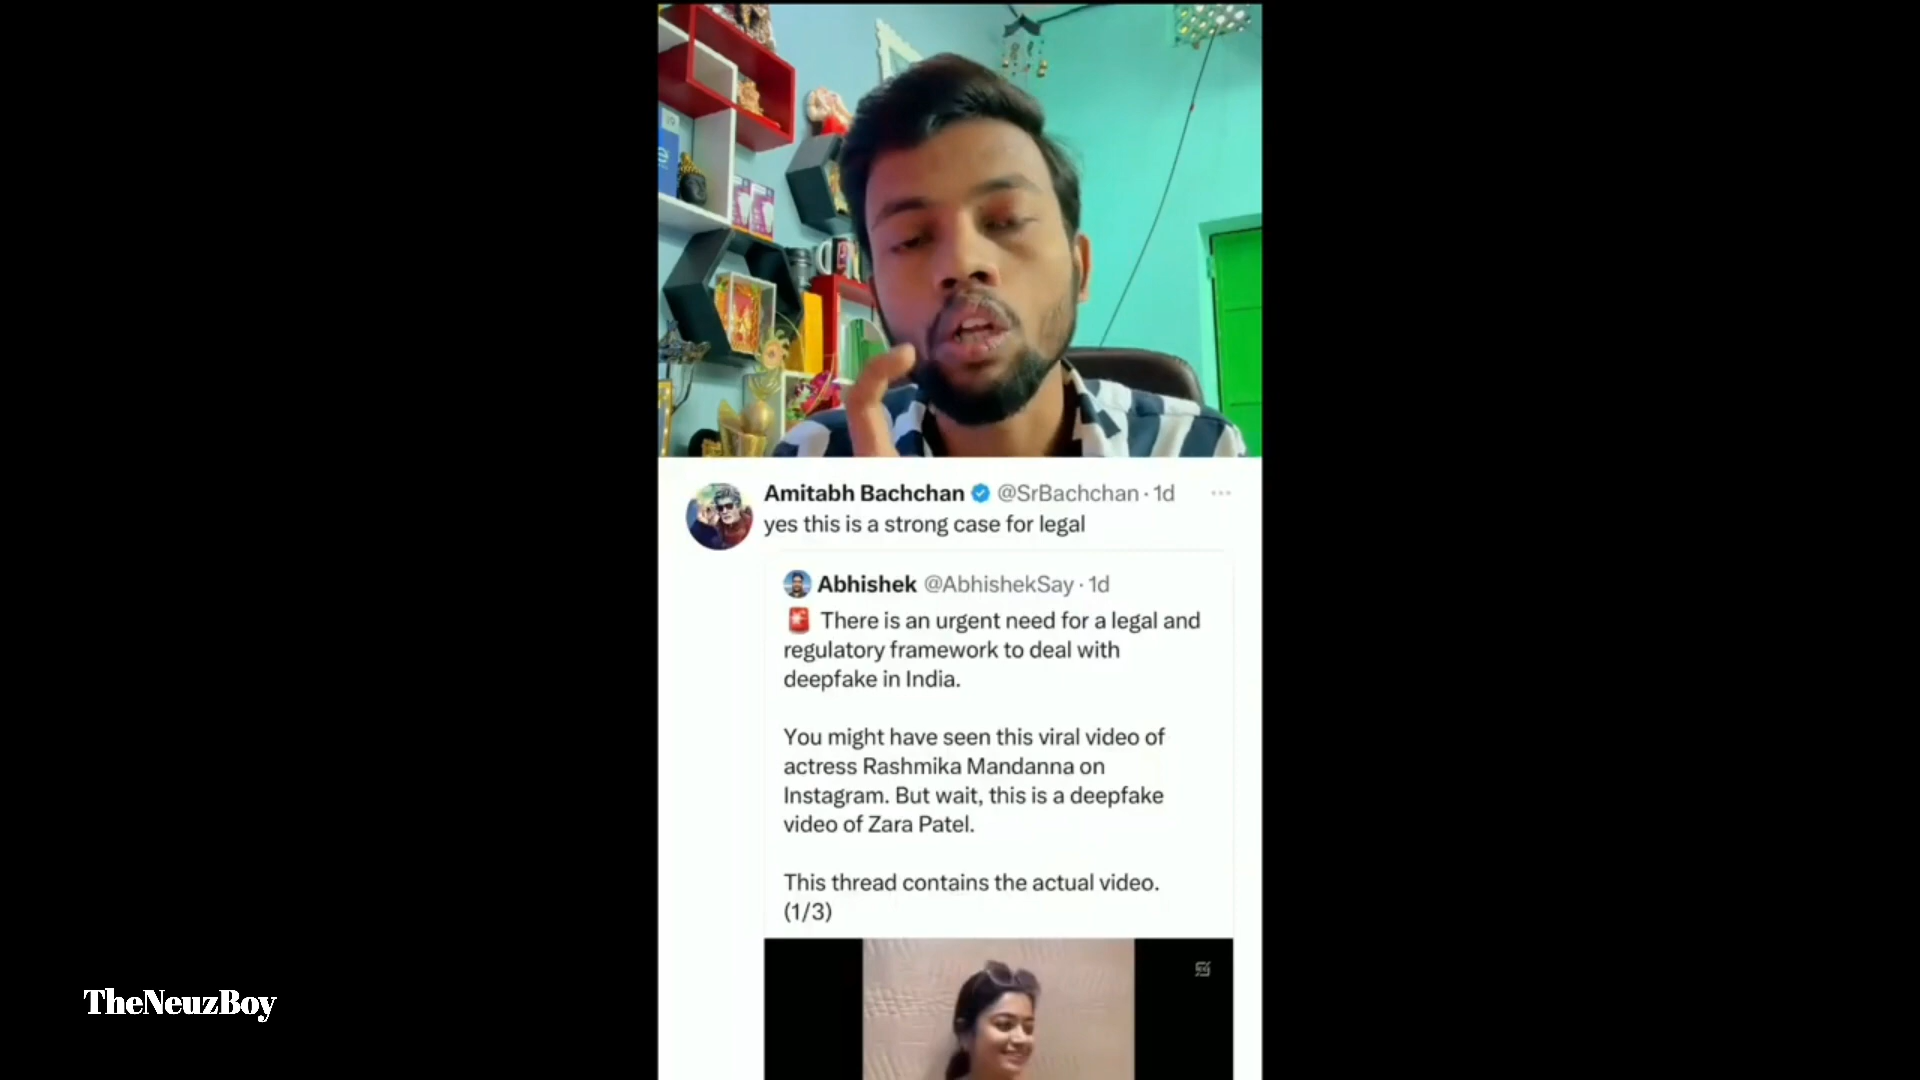 Amitabh Bachchan @SrBachchan · 1d
yes this is a strong case for legal
Abhishek @AbhishekSay · 1d
🚨 There is an urgent need for a legal and
regulatory framework to deal with
deepfake in India.
You might have seen this viral video of
actress Rashmika Mandanna on
Instagram. But wait, this is a deepfake
video of Zara Patel.
This thread contains the actual video.
(1/3)
TheNeuzBoy